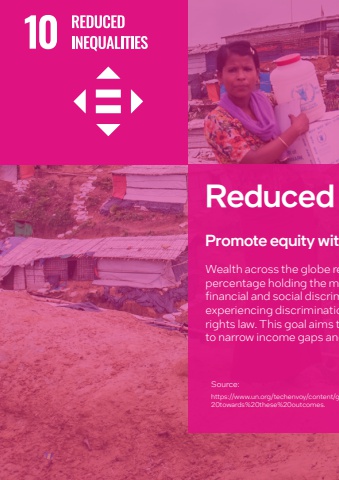 10 REDUCED
INEQUALITIES
Reduced
Promote equity wit
Wealth across the globe re
percentage holding the m
financial and social discrin
experiencing discriminatio
rights law. This goal aims t
to narrow income gaps an
Source:
https://www.un.org/techenvoy/content/g
20towards%20these%20outcomes.